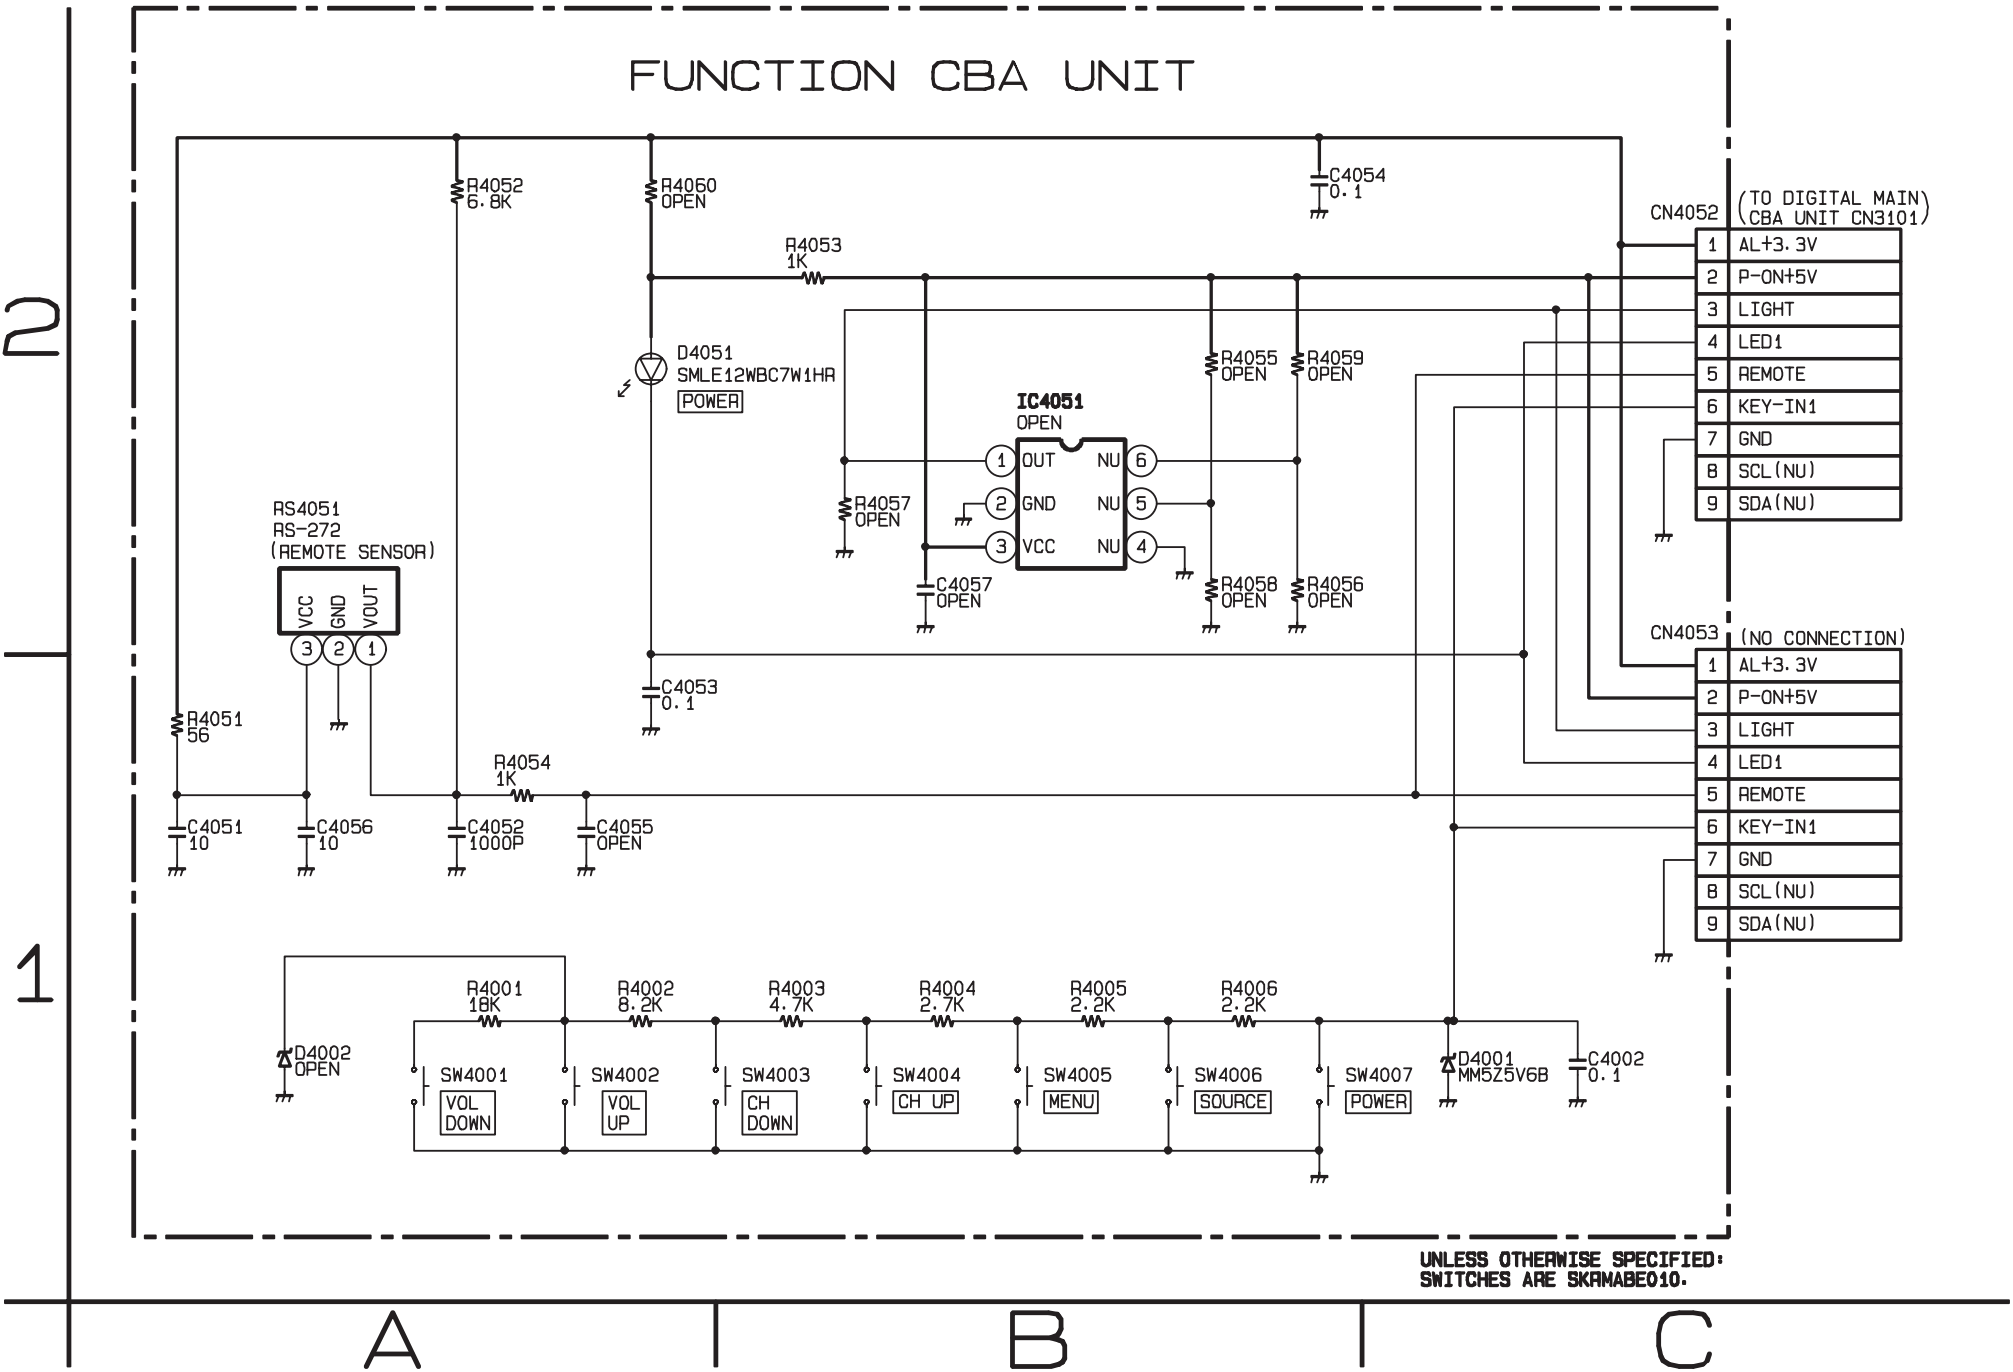 FUNCTION CBA UNIT
2
1
A
B
C
R4052
6.8K
R4060
OPEN
C4054
0.1
R4053
1K
CN4052
(TO DIGITAL MAIN
CBA UNIT CN3101)
1 AL+3.3V
2 P-ON+5V
3 LIGHT
4 LED1
5 REMOTE
6 KEY-IN1
7 GND
8 SCL(NU)
9 SDA(NU)
D4051
SMLE12WBC7W1HR
POWER
R4055
OPEN
R4059
OPEN
IC4051
OPEN
1 OUT NU 6
2 GND NU 5
3 VCC NU 4
R4057
OPEN
C4057
OPEN
R4058
OPEN
R4056
OPEN
RS4051
RS-272
(REMOTE SENSOR)
VCC
GND
VOUT
3 2 1
CN4053 (NO CONNECTION)
1 AL+3.3V
2 P-ON+5V
3 LIGHT
4 LED1
5 REMOTE
6 KEY-IN1
7 GND
8 SCL(NU)
9 SDA(NU)
C4053
0.1
R4051
56
R4054
1K
C4051
10
C4056
10
C4052
1000P
C4055
OPEN
R4001
18K
R4002
8.2K
R4003
4.7K
R4004
2.7K
R4005
2.2K
R4006
2.2K
D4002
OPEN
SW4001
VOL
DOWN
SW4002
VOL
UP
SW4003
CH
DOWN
SW4004
CH UP
SW4005
MENU
SW4006
SOURCE
SW4007
POWER
D4001
MM5Z5V6B
C4002
0.1
UNLESS OTHERWISE SPECIFIED:
SWITCHES ARE SKRMABE010.